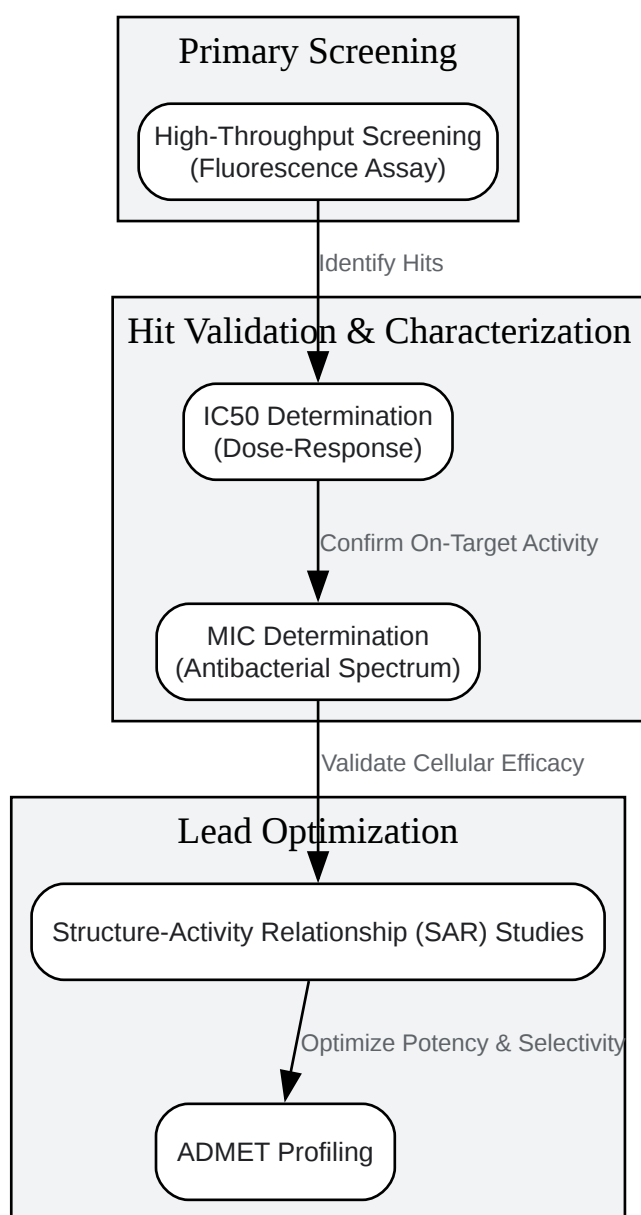 Primary Screening
High-Throughput Screening
(Fluorescence Assay)
Identify Hits
Hit Validation & Characterization
IC50 Determination
(Dose-Response)
Confirm On-Target Activity
MIC Determination
(Antibacterial Spectrum)
Validate Cellular Efficacy
Lead Optimization
Structure-Activity Relationship (SAR) Studies
Optimize Potency & Selectivity
ADMET Profiling